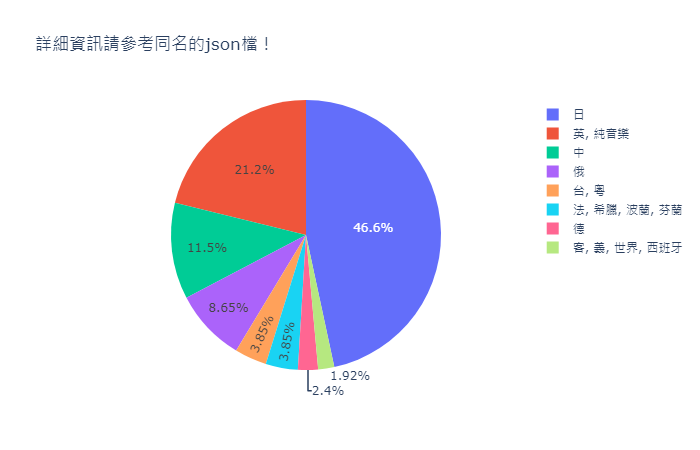 詳細資訊請參考同名的json檔！
日
英, 純音樂
中
俄
台, 粵
法, 希臘, 波蘭, 芬蘭
德
客, 義, 世界, 西班牙
46.6%
21.2%
11.5%
8.65%
3.85%
3.85%
2.4%
1.92%